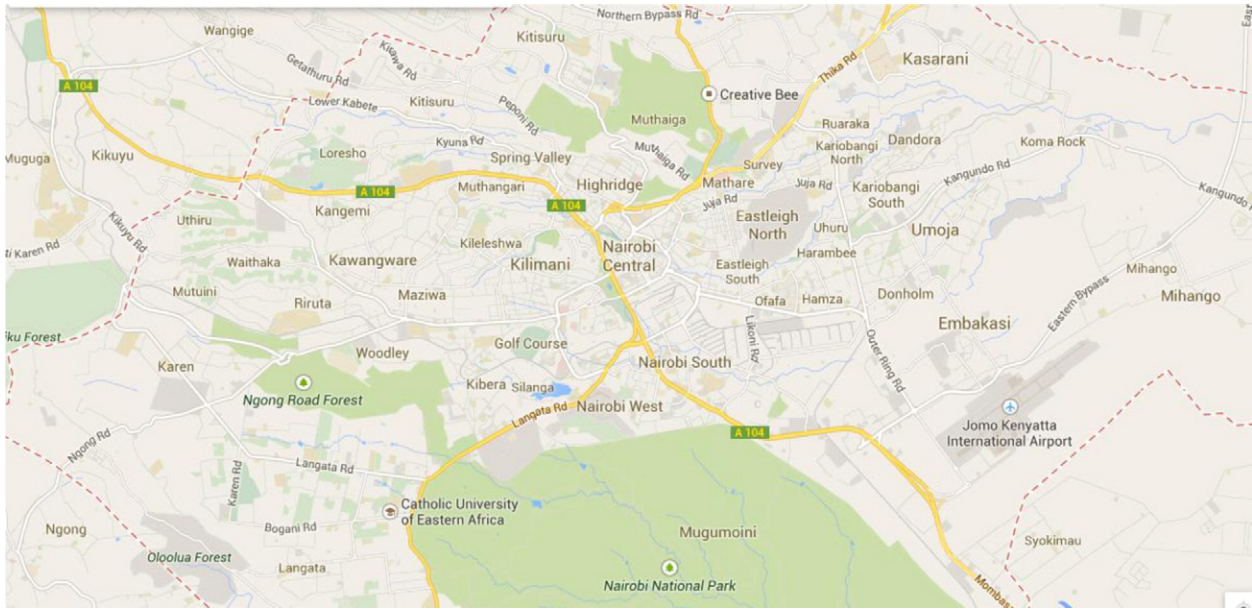 Northern Bypass Rd
Wangige
Kitisuru
Kitawa Rd
Getathuru Rd
Thika Rd
Kasarani
A 104
Creative Bee
Lower Kabete
Kitisuru
Peponi Rd
Muthaiga
Ruaraka
Dandora
Koma Rock
Muguga
Kikuyu
Loresho
Kyuna Rd
Spring Valley
Muthaiga Rd
Survey
Kariobangi
North
Kangundo Rd
A 104
Muthangari
Highridge
Mathare
Juja Rd
Kariobangi
South
Kangundo
Kangemi
A 104
Juja Rd
Kikuyu Rd
Uthiru
Eastleigh
North
Uhuru
Umoja
Karen Rd
Kileleshwa
Nairobi
Central
Harambee
Waithaka
Kawangware
Kilimani
Eastleigh
South
Mihango
Mutuini
Riruta
Maziwa
Ofafa
Hamza
Donholm
Mihango
Eastern Bypass
Embakasi
Likoni Rd
Outer Ring Rd
Forest
Woodley
Golf Course
Nairobi South
Karen
Kibera
Silanga
Ngong Road Forest
Nairobi West
Langata Rd
A 104
Jomo Kenyatta
International Airport
Ngong Rd
Langata Rd
Karen Rd
Catholic University
of Eastern Africa
Bogani Rd
Ngong
Mugumoini
Syokimau
Oloolua Forest
Langata
Nairobi National Park